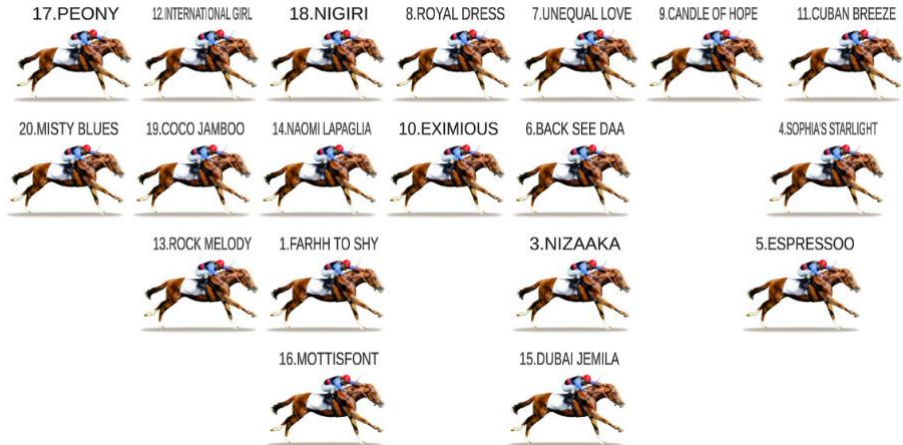 17.PEONY 12.INTERNATIONAL GIRL 18.NIGIRI 8.ROYAL DRESS 7.UNEQUAL LOVE 9.CANDLE OF HOPE 11.CUBAN BREEZE
20.MISTY BLUES 19.COCO JAMBOO 14.NAOMI LAPAGLIA 10.EXIMIOUS 6.BACK SEE DAA 4.SOPHIA'S STARLIGHT
13.ROCK MELODY 1.FARHH TO SHY 3.NIZAAKA 5.ESPRESSOO
16.MOTTISFONT 15.DUBAI JEMILA